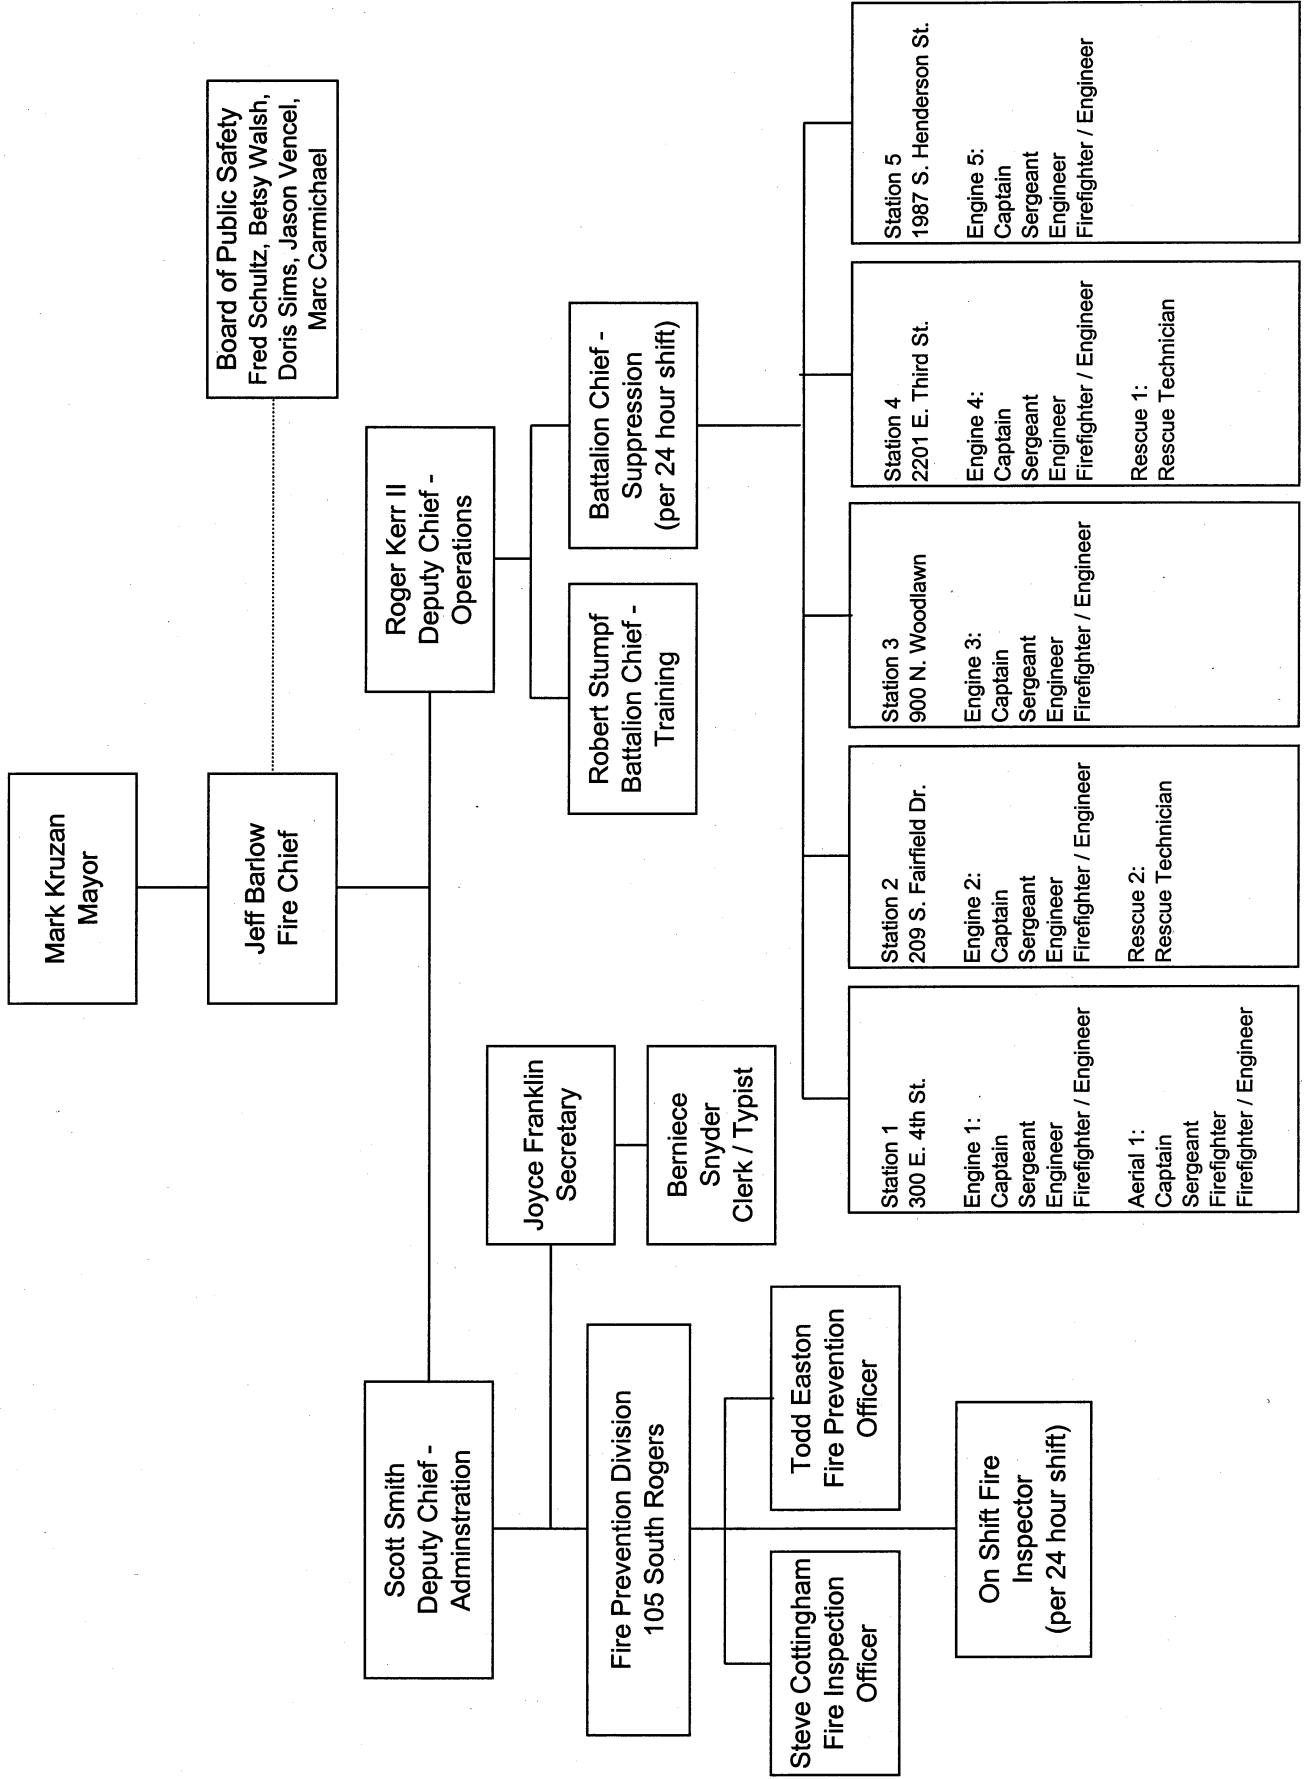 Mark Kruzan
Mayor
Jeff Barlow
Fire Chief
Board of Public Safety
Fred Schultz, Betsy Walsh,
Doris Sims, Jason Vencel,
Marc Carmichael
Scott Smith
Deputy Chief -
Adminstration
Roger Kerr II
Deputy Chief -
Operations
Joyce Franklin
Secretary
Berniece
Snyder
Clerk / Typist
Fire Prevention Division
105 South Rogers
Steve Cottingham
Fire Inspection
Officer
Todd Easton
Fire Prevention
Officer
On Shift Fire
Inspector
(per 24 hour shift)
Robert Stumpf
Battalion Chief -
Training
Battalion Chief -
Suppression
(per 24 hour shift)
Station 1
300 E. 4th St.
Engine 1:
Captain
Sergeant
Engineer
Firefighter / Engineer
Aerial 1:
Captain
Sergeant
Firefighter
Firefighter / Engineer
Station 2
209 S. Fairfield Dr.
Engine 2:
Captain
Sergeant
Engineer
Firefighter / Engineer
Rescue 2:
Rescue Technician
Station 3
900 N. Woodlawn
Engine 3:
Captain
Sergeant
Engineer
Firefighter / Engineer
Station 4
2201 E. Third St.
Engine 4:
Captain
Sergeant
Engineer
Firefighter / Engineer
Rescue 1:
Rescue Technician
Station 5
1987 S. Henderson St.
Engine 5:
Captain
Sergeant
Engineer
Firefighter / Engineer